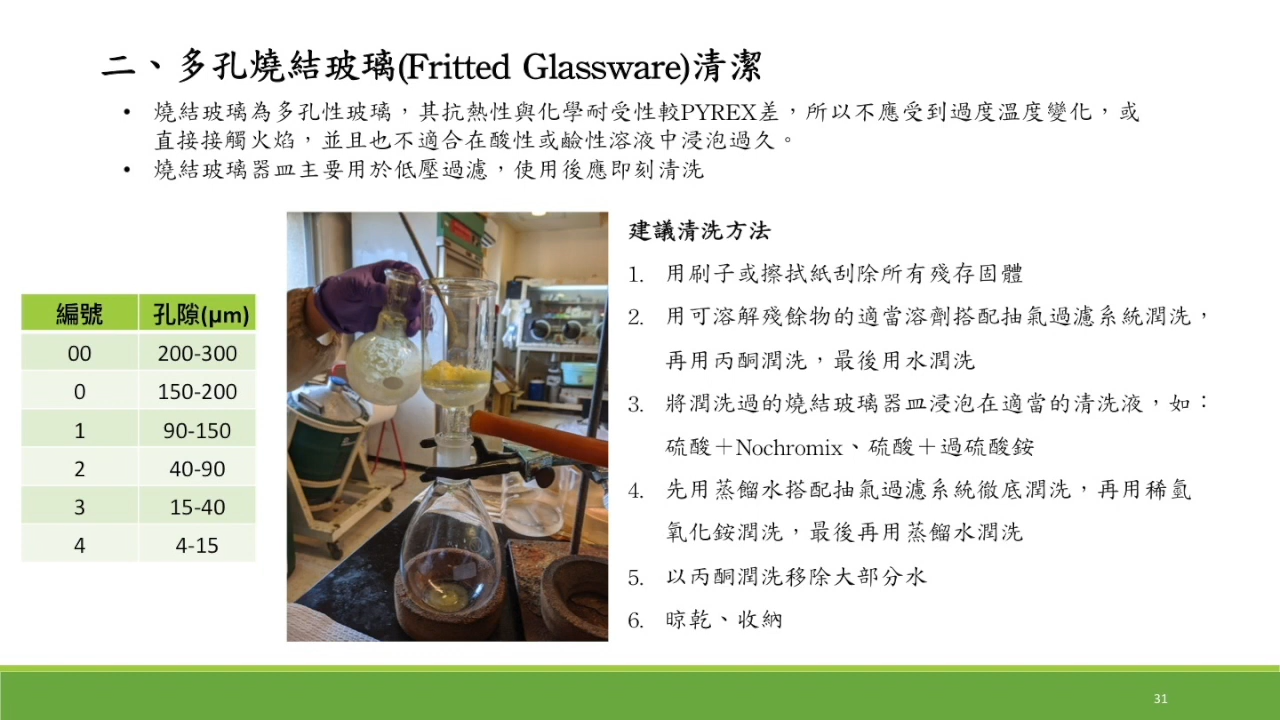 二、多孔燒結玻璃(Fritted Glassware)清潔
• 燒結玻璃為多孔性玻璃，其抗熱性與化學耐受性較PYREX差，所以不應受到過度溫度變化，或
直接接觸火焰，並且也不適合在酸性或鹼性溶液中浸泡過久。
• 燒結玻璃器皿主要用於低壓過濾，使用後應即刻清洗
編號 孔隙(μm)
00 200-300
0 150-200
1 90-150
2 40-90
3 15-40
4 4-15
建議清洗方法
1. 用刷子或擦拭紙刮除所有殘存固體
2. 用可溶解殘餘物的適當溶劑搭配抽氣過濾系統潤洗，
再用丙酮潤洗，最後用水潤洗
3. 將潤洗過的燒結玻璃器皿浸泡在適當的清洗液，如：
硫酸＋Nochromix、硫酸＋過硫酸銨
4. 先用蒸餾水搭配抽氣過濾系統徹底潤洗，再用稀氫
氧化銨潤洗，最後再用蒸餾水潤洗
5. 以丙酮潤洗移除大部分水
6. 晾乾、收納
31